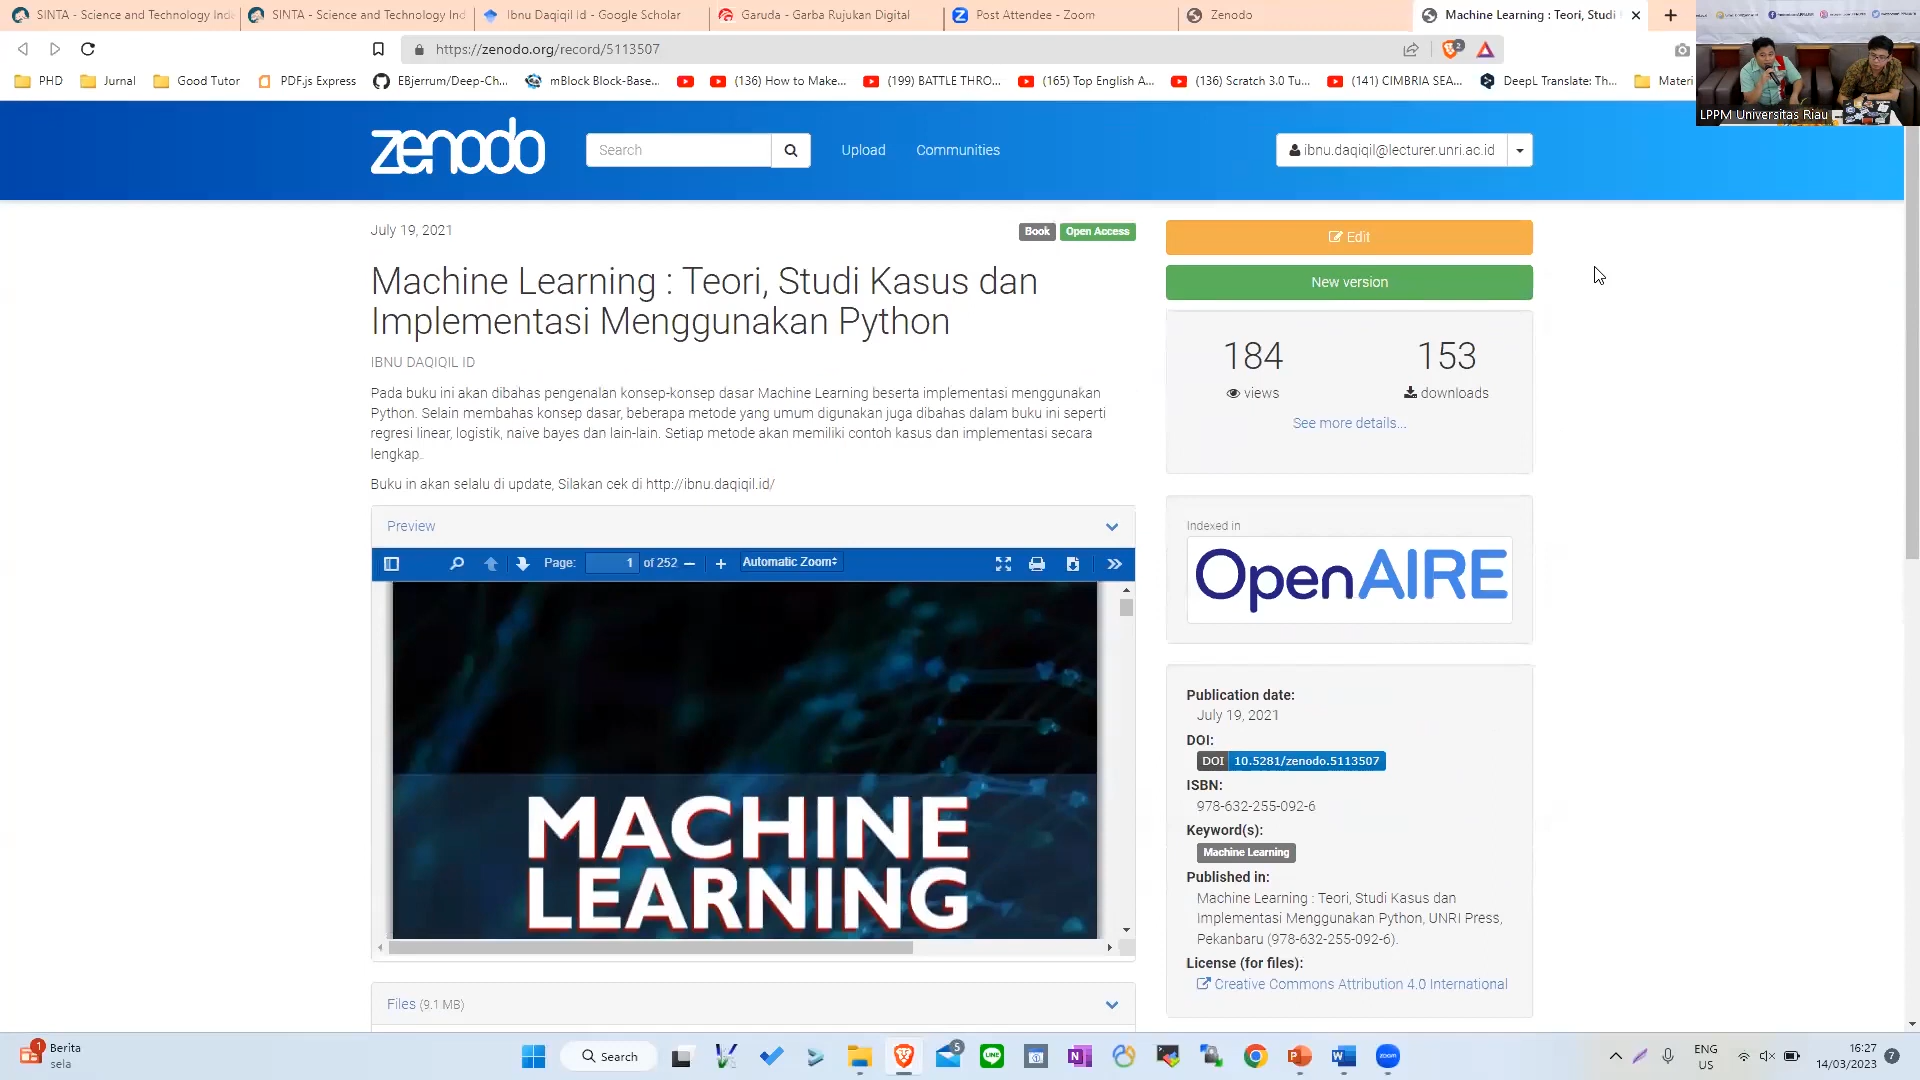 SINTA - Science and Technology Ind
SINTA - Science and Technology Ind
Ibnu Daqiqil Id - Google Scholar
Garuda - Garba Rujukan Digital
Post Attendee - Zoom
Zenodo
Machine Learning : Teori, Studi
https://zenodo.org/record/5113507
2
PHD
Jurnal
Good Tutor
PDF.js Express
EBjerrum/Deep-Ch...
mBlock Block-Base...
(136) How to Make...
(199) BATTLE THRO...
(165) Top English A...
(136) Scratch 3.0 Tu...
(141) CIMBRIA SEA...
DeepL Translate: Th...
Materi
LPPM Universitas Riau
zenodo
Search
Upload
Communities
ibnu.daqiqil@lecturer.unri.ac.id
July 19, 2021
Book
Open Access
Machine Learning : Teori, Studi Kasus dan
Implementasi Menggunakan Python
IBNU DAQIQIL ID
Pada buku ini akan dibahas pengenalan konsep-konsep dasar Machine Learning beserta implementasi menggunakan
Python. Selain membahas konsep dasar, beberapa metode yang umum digunakan juga dibahas dalam buku ini seperti
regresi linear, logistik, naive bayes dan lain-lain. Setiap metode akan memiliki contoh kasus dan implementasi secara
lengkap..
Buku in akan selalu di update, Silakan cek di http://ibnu.daqiqil.id/
Preview
Page: 1 of 252
Automatic Zoom
MACHINE
LEARNING
Files (9.1 MB)
Edit
New version
184
views
153
downloads
See more details...
Indexed in
OpenAIRE
Publication date:
July 19, 2021
DOI:
DOI 10.5281/zenodo.5113507
ISBN:
978-632-255-092-6
Keyword(s):
Machine Learning
Published in:
Machine Learning : Teori, Studi Kasus dan
Implementasi Menggunakan Python, UNRI Press,
Pekanbaru (978-632-255-092-6).
License (for files):
Creative Commons Attribution 4.0 International
1
Berita
sela
Search
5
LINE
zoom
ENG
US
16:27
14/03/2023
7